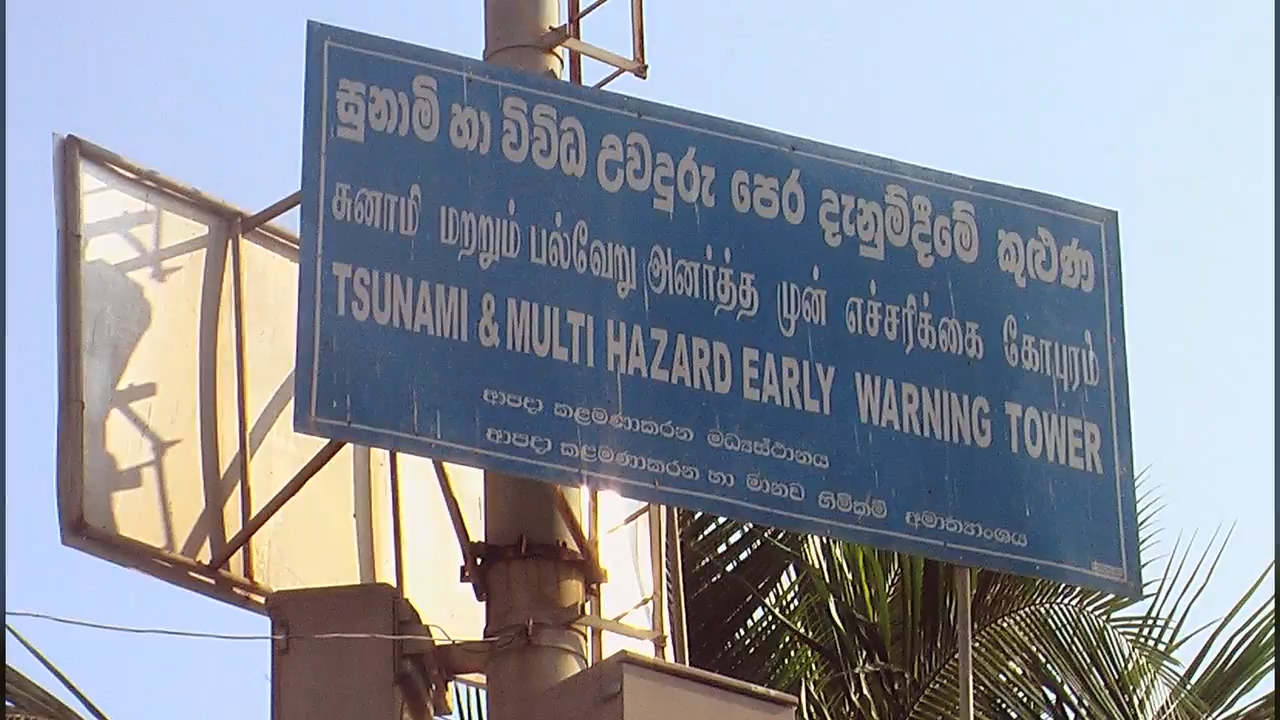 සුනාමි හා විවිධ උවදුරු පෙර දැනුම්දීමේ කුළුණ
சுனாமி மற்றும் பல்வேறு அனர்த்த முன் எச்சரிக்கை கோபுரம்
TSUNAMI & MULTI HAZARD EARLY WARNING TOWER
ආපදා කළමණාකරන මධ්‍යස්ථානය
ආපදා කළමණාකරන හා මානව හිමිකම් අමාත්‍යාංශය